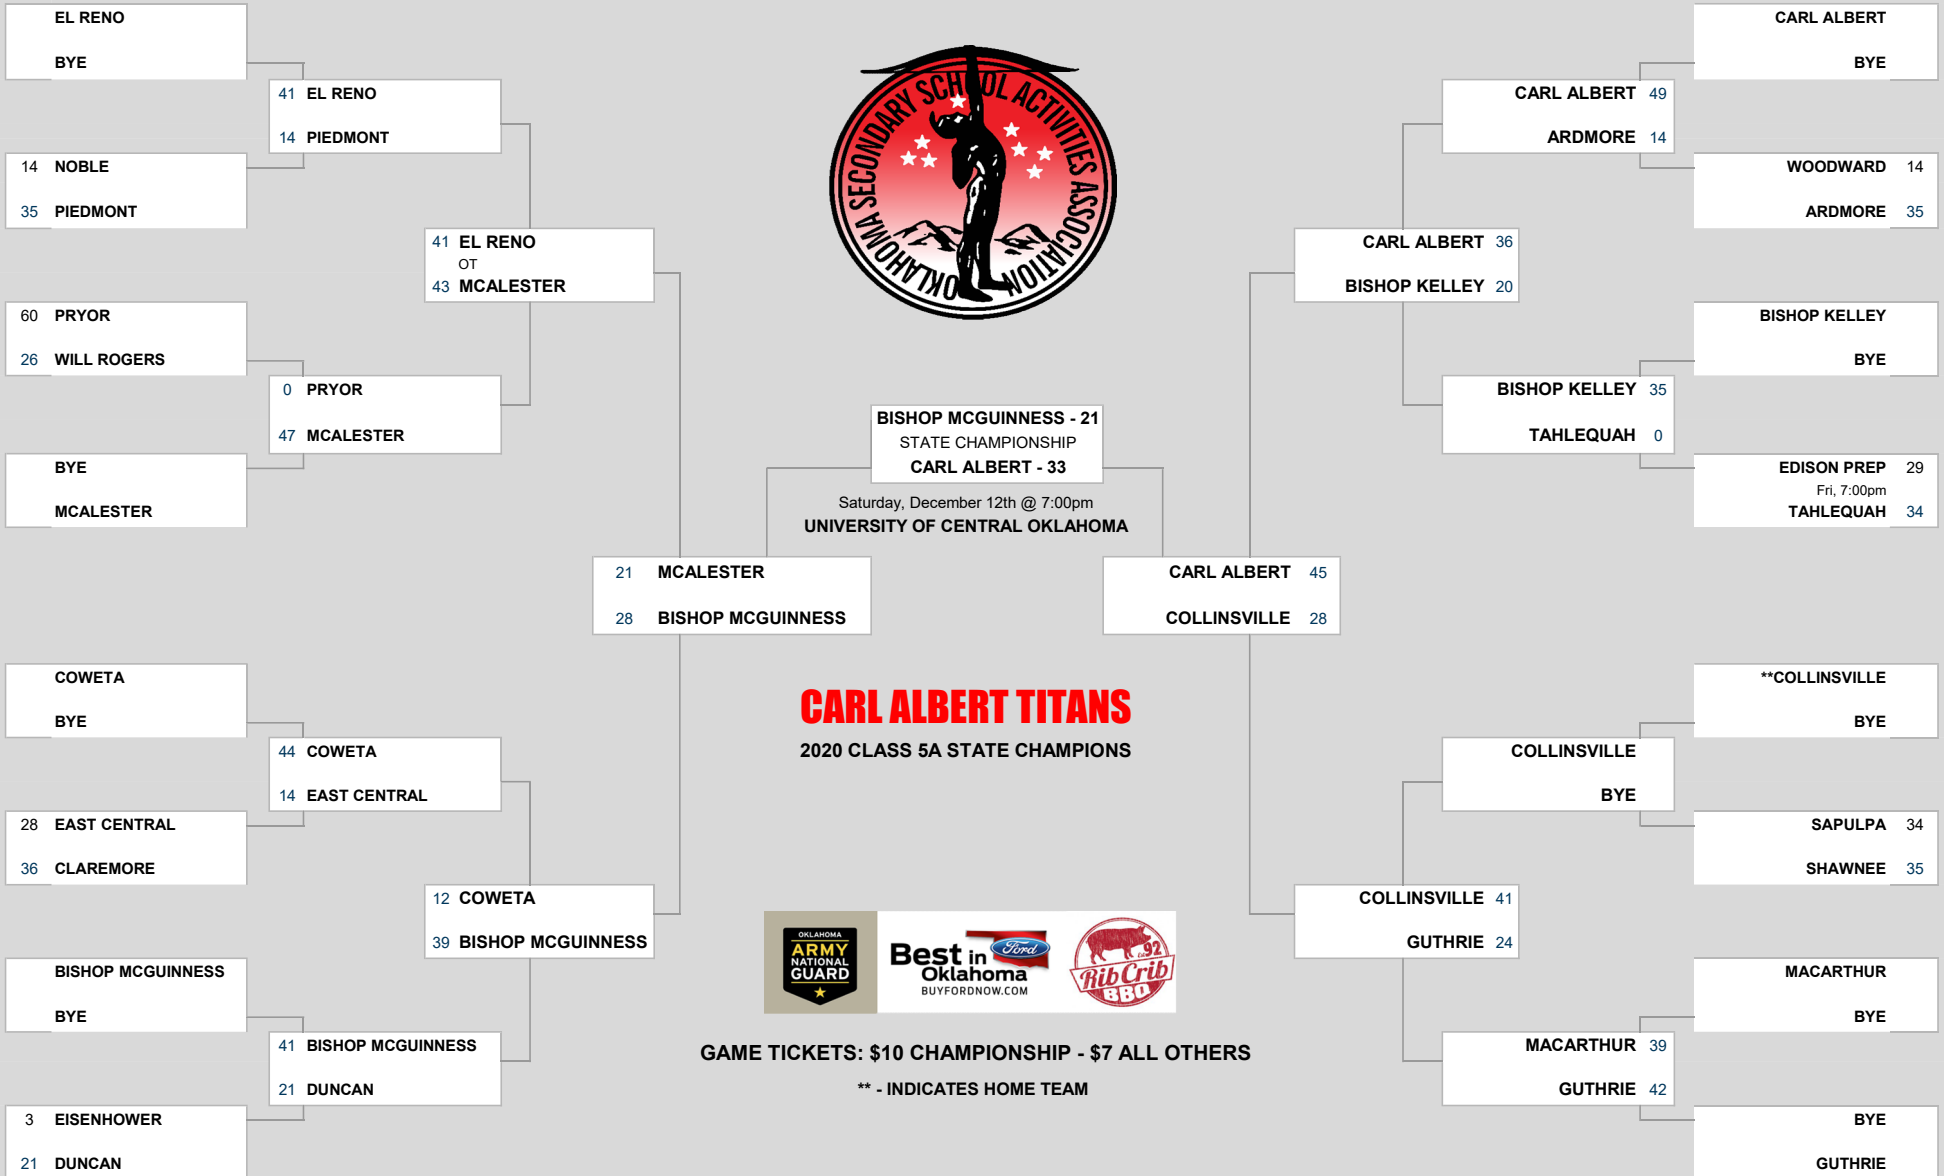 EL RENO
BYE
41 EL RENO
14 PIEDMONT
14 NOBLE
35 PIEDMONT
41 EL RENO
OT
43 MCALESTER
60 PRYOR
26 WILL ROGERS
0 PRYOR
47 MCALESTER
BYE
MCALESTER
21 MCALESTER
28 BISHOP MCGUINNESS
COWETA
BYE
44 COWETA
14 EAST CENTRAL
28 EAST CENTRAL
36 CLAREMORE
12 COWETA
39 BISHOP MCGUINNESS
BISHOP MCGUINNESS
BYE
41 BISHOP MCGUINNESS
21 DUNCAN
3 EISENHOWER
21 DUNCAN
OKLAHOMA SECONDARY SCHOOL ACTIVITIES ASSOCIATION
BISHOP MCGUINNESS - 21
STATE CHAMPIONSHIP
CARL ALBERT - 33
Saturday, December 12th @ 7:00pm
UNIVERSITY OF CENTRAL OKLAHOMA
CARL ALBERT TITANS
2020 CLASS 5A STATE CHAMPIONS
OKLAHOMA
ARMY
NATIONAL
GUARD
Best in
Oklahoma
Ford
BUYFORDNOW.COM
Est 92
Rib Crib
BBQ
GAME TICKETS: $10 CHAMPIONSHIP - $7 ALL OTHERS
** - INDICATES HOME TEAM
CARL ALBERT
BYE
CARL ALBERT 49
ARDMORE 14
WOODWARD 14
ARDMORE 35
CARL ALBERT 36
BISHOP KELLEY 20
BISHOP KELLEY
BYE
BISHOP KELLEY 35
TAHLEQUAH 0
EDISON PREP 29
Fri, 7:00pm
TAHLEQUAH 34
CARL ALBERT 45
COLLINSVILLE 28
**COLLINSVILLE
BYE
COLLINSVILLE
BYE
SAPULPA 34
SHAWNEE 35
COLLINSVILLE 41
GUTHRIE 24
MACARTHUR
BYE
MACARTHUR 39
GUTHRIE 42
BYE
GUTHRIE